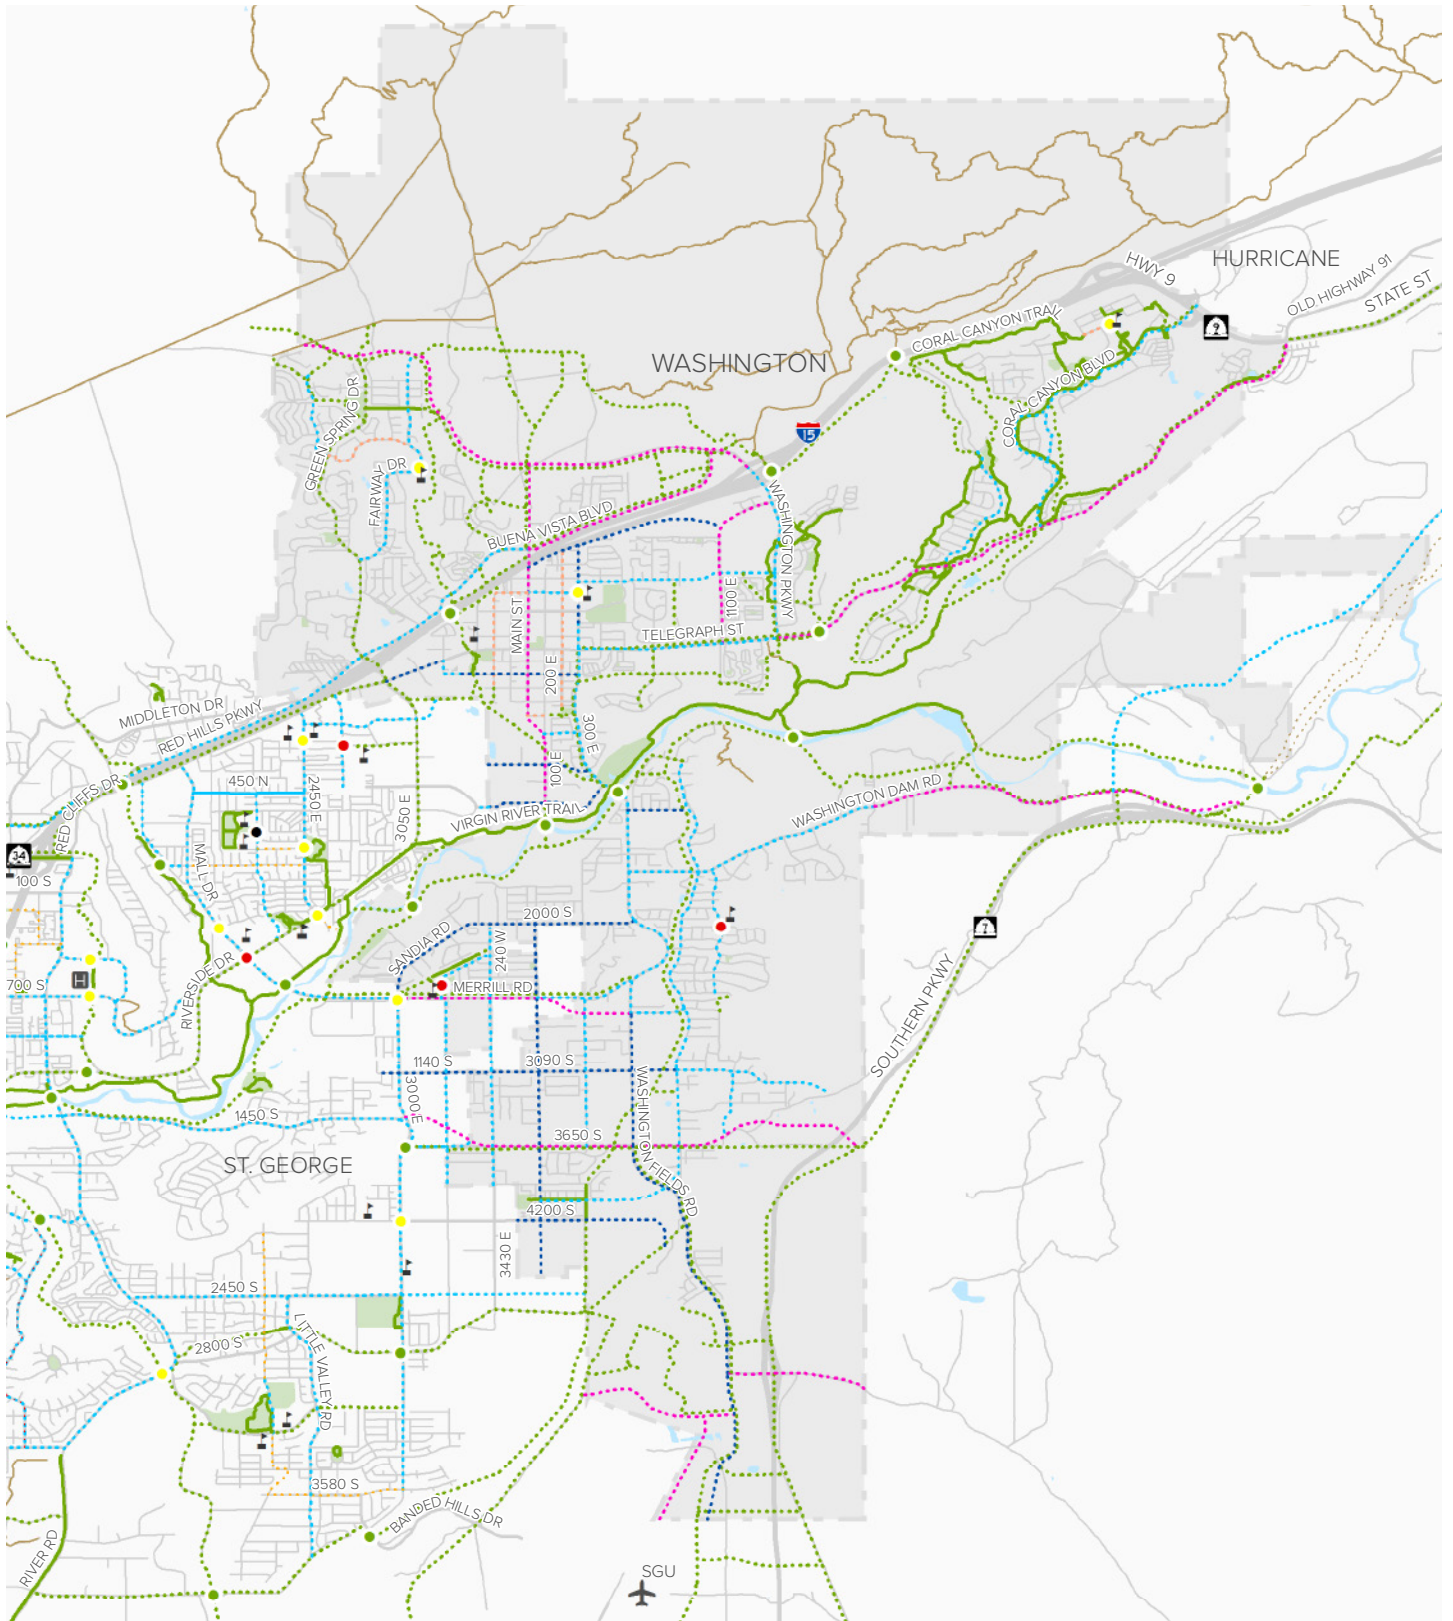 HURRICANE
HWY 9
OLD HIGHWAY 91
STATE ST
9
CORAL CANYON TRAIL
WASHINGTON
CORAL CANYON BLVD
GREEN SPRING DR
15
FAIRWAY DR
WASHINGTON PKWY
BUENA VISTA BLVD
1100 E
MAIN ST
TELEGRAPH ST
200 E
MIDDLETON DR
RED HILLS PKWY
300 E
450 N
2450 E
100 E
RED CLIFFS DR
3050 E
VIRGIN RIVER TRAIL
WASHINGTON DAM RD
34
MALL DR
100 S
2000 S
7
SANDIA RD
240 W
RIVERSIDE DR
H
700 S
MERRILL RD
SOUTHERN PKWY
1140 S
3090 S
3000 E
WASHINGTON FIELDS RD
1450 S
3650 S
ST. GEORGE
4200 S
3430 E
2450 S
LITTLE VALLEY RD
2800 S
3580 S
BANDED HILLS DR
RIVER RD
SGU